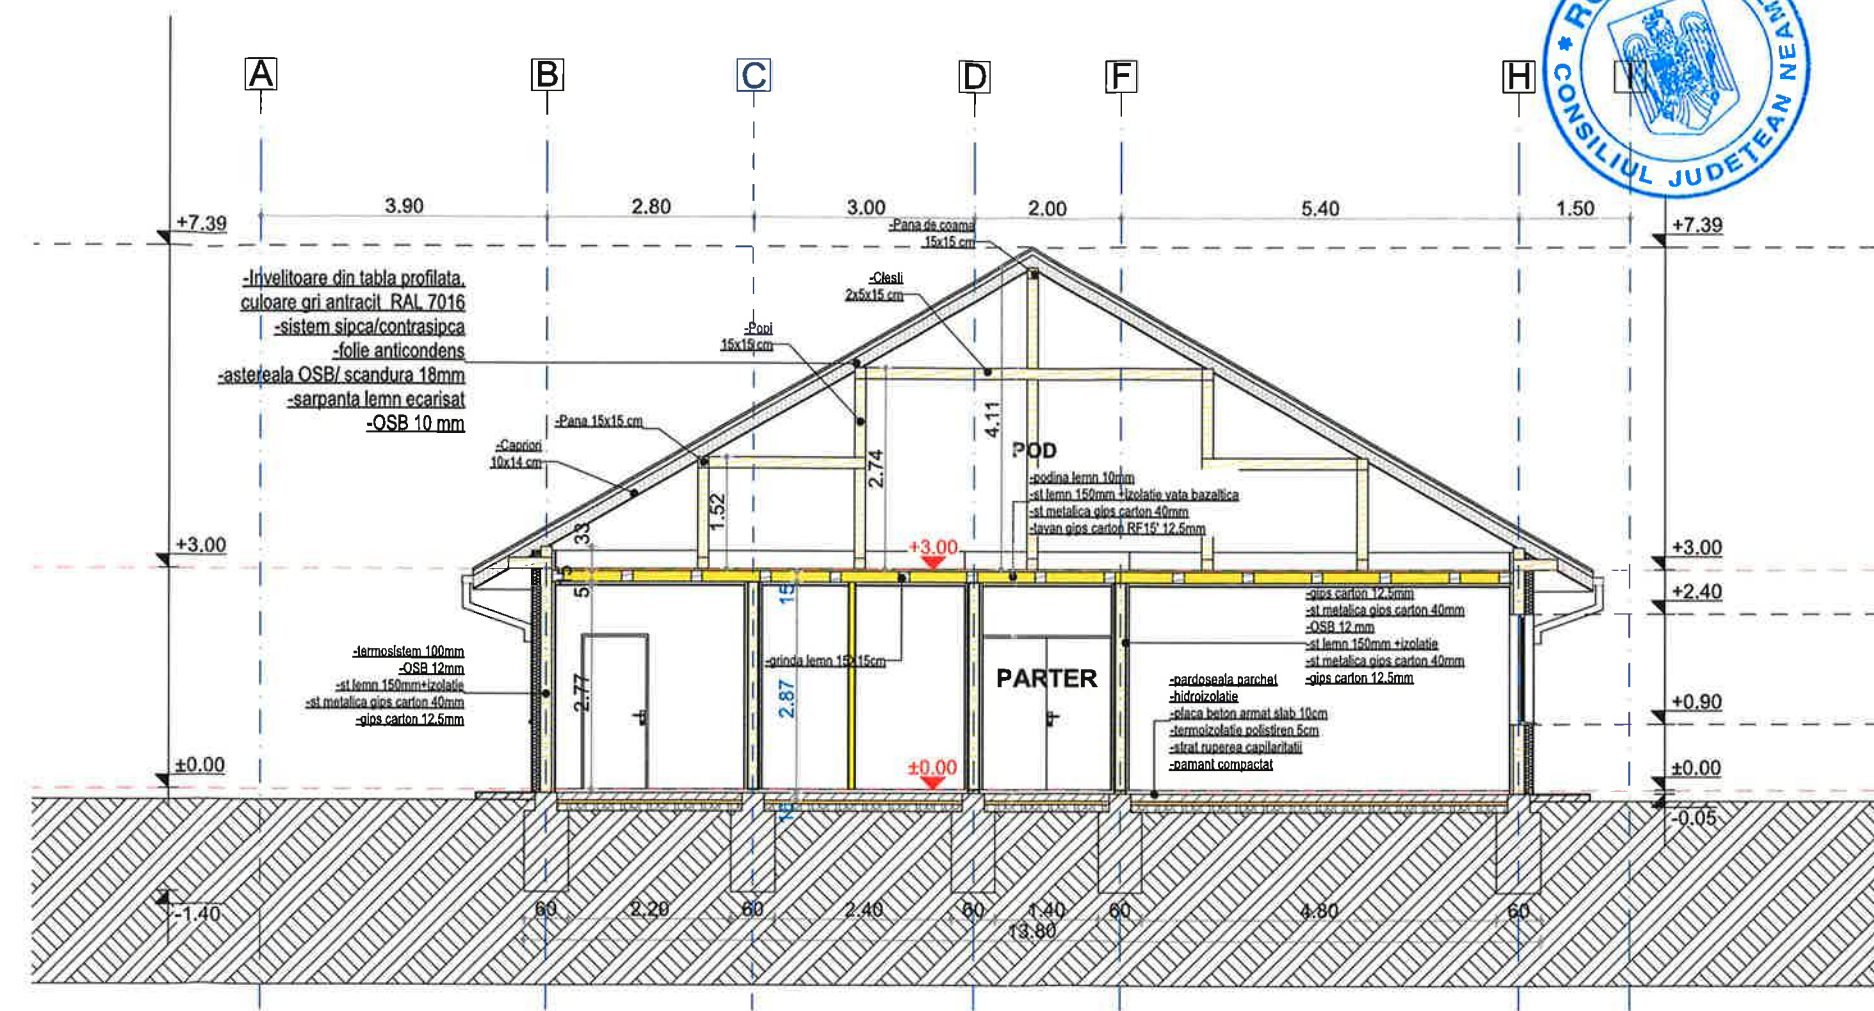 A
B
C
D
F
H
I
* CONSILIUL JUDEȚEAN NEAM
3.90
2.80
3.00
2.00
5.40
1.50
+7.39
+7.39
-Pana de coama
15x15 cm
-Invelitoare din tabla profilata,
culoare gri antracit RAL 7016
-sistem sipca/contrasipca
-folie anticondens
-astereala OSB/ scandura 18mm
-sarpanta lemn ecarisat
-OSB 10 mm
-Clesti
2x5x15 cm
-Popi
15x15 cm
-Pana 15x15 cm
-Capriori
10x14 cm
4.11
2.74
1.52
33
POD
-podina lemn 10mm
-st lemn 150mm +izolatie vata bazaltica
-st metalica gips carton 40mm
-tavan gips carton RF15' 12.5mm
+3.00
+3.00
+3.00
+2.40
15
5
5
-gips carton 12.5mm
-st metalica gips carton 40mm
-OSB 12 mm
-st lemn 150mm +izolatie
-st metalica gips carton 40mm
-gips carton 12.5mm
-termosistem 100mm
-OSB 12mm
-st lemn 150mm+izolatie
-st metalica gips carton 40mm
-gips carton 12.5mm
-grinda lemn 15x15cm
2.77
2.87
PARTER
-pardoseala parchet
-hidroizolatie
-placa beton armat slab 10cm
-termoizolatie polistiren 5cm
-strat ruperea capilaritatii
-pamant compactat
+0.90
±0.00
±0.00
±0.00
-0.05
-1.40
60
2.20
60
2.40
60
1.40
60
4.80
60
13.80